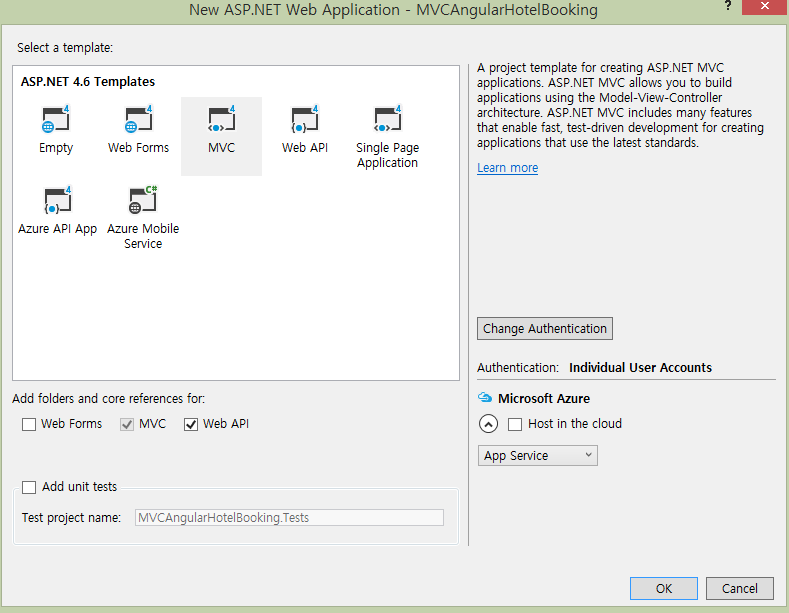 New ASP.NET Web Application - MVCAngularHotelBooking
?
Select a template:
ASP.NET 4.6 Templates
4
4
4
4
4
Empty
Web Forms
MVC
Web API
Single Page
Application
4
C#
Azure API App
Azure Mobile
Service
A project template for creating ASP.NET MVC
applications. ASP.NET MVC allows you to build
applications using the Model-View-Controller
architecture. ASP.NET MVC includes many features
that enable fast, test-driven development for creating
applications that use the latest standards.
Learn more
Change Authentication
Authentication: Individual User Accounts
Microsoft Azure
Host in the cloud
App Service
Add folders and core references for:
Web Forms
MVC
Web API
Add unit tests
Test project name:
MVCAngularHotelBooking.Tests
OK
Cancel